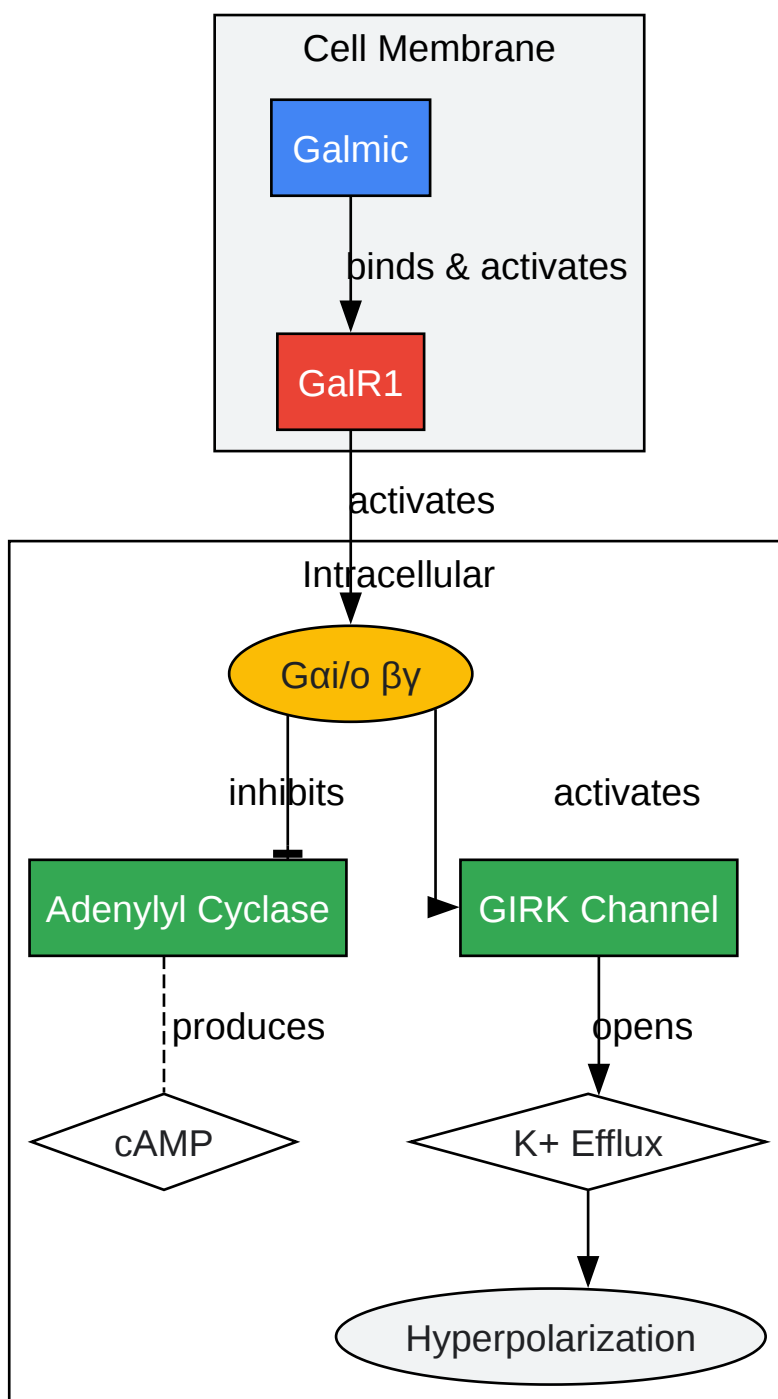 Cell Membrane
Galmic
binds & activates
GalR1
activates
Intracellular
Gαi/o βγ
inhibits
activates
Adenylyl Cyclase
GIRK Channel
produces
opens
cAMP
K+ Efflux
Hyperpolarization